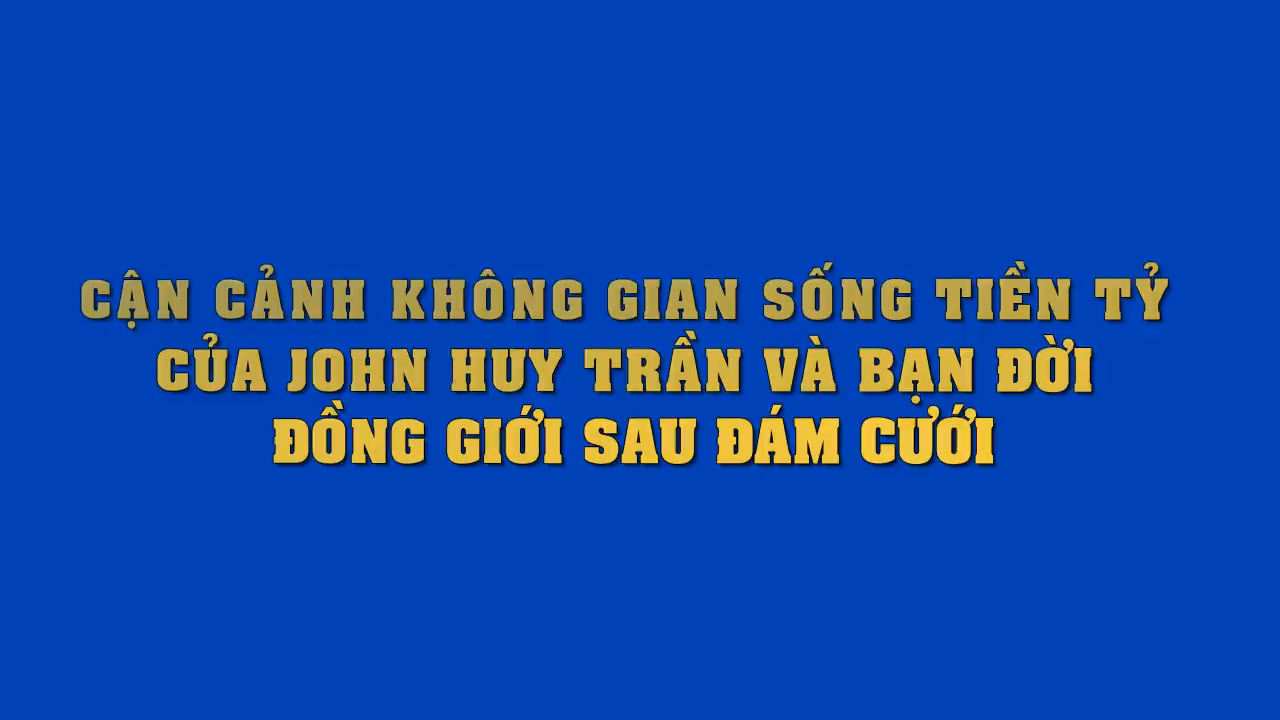 CẬN CẢNH KHÔNG GIAN SỐNG TIỀN TỶ
CỦA JOHN HUY TRẦN VÀ BẠN ĐỜI
ĐỒNG GIỚI SAU ĐÁM CƯỚI